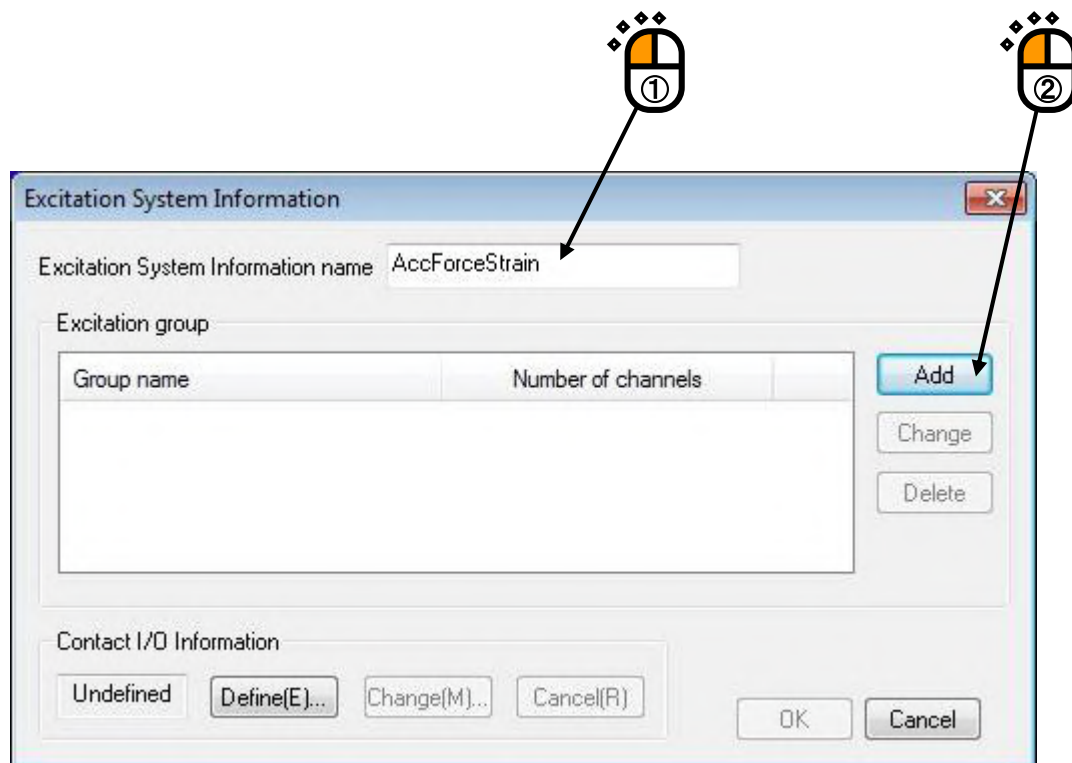 ① ②
Excitation System Information
Excitation System Information name AccForceStrain
Excitation group
Group name Number of channels
Add
Change
Delete
Contact I/O Information
Undefined Define(E)... Change(M)... Cancel(R)
OK Cancel